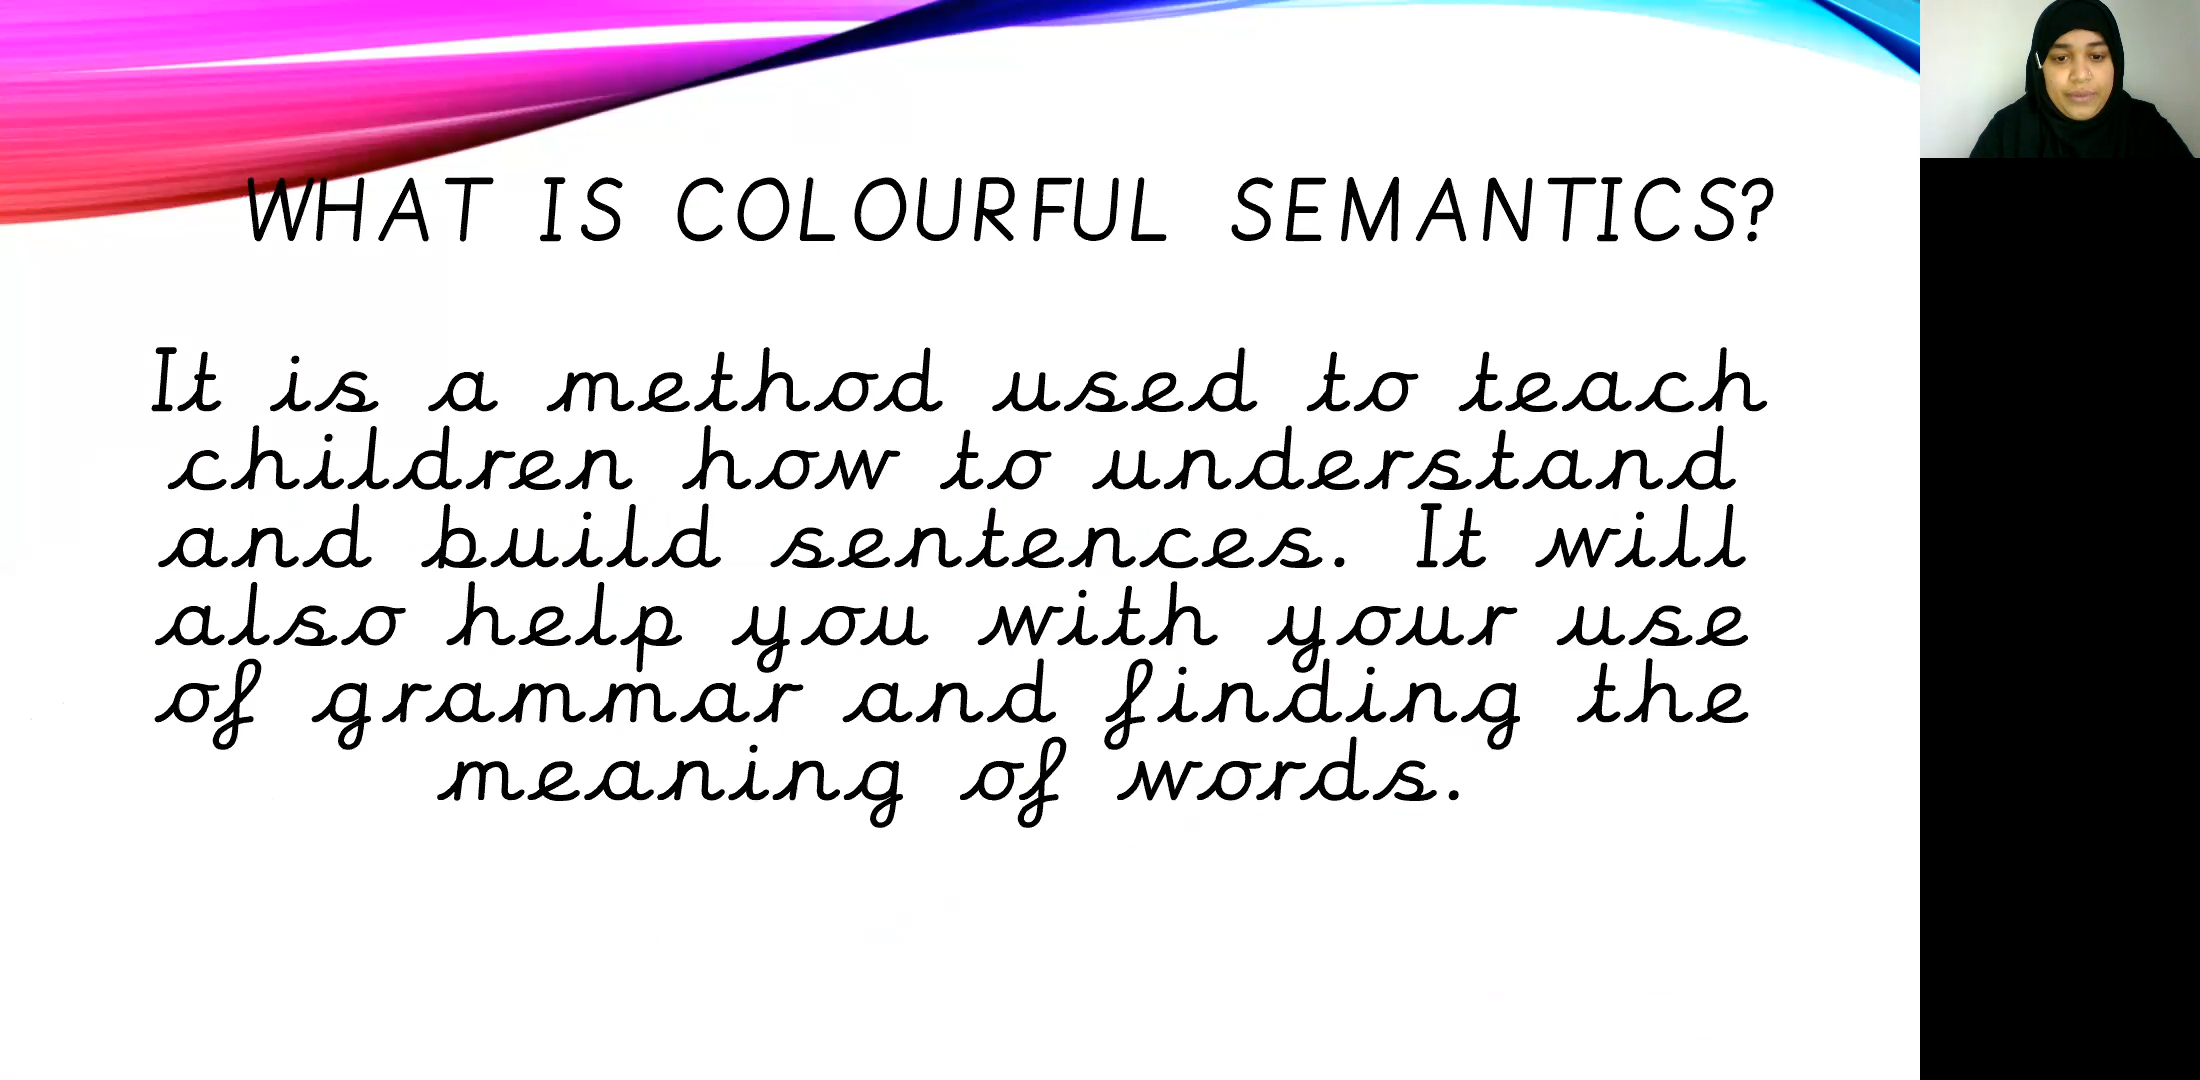 WHAT IS COLOURFUL SEMANTICS?
It is a method used to teach
children how to understand
and build sentences. It will
also help you with your use
of grammar and finding the
meaning of words.